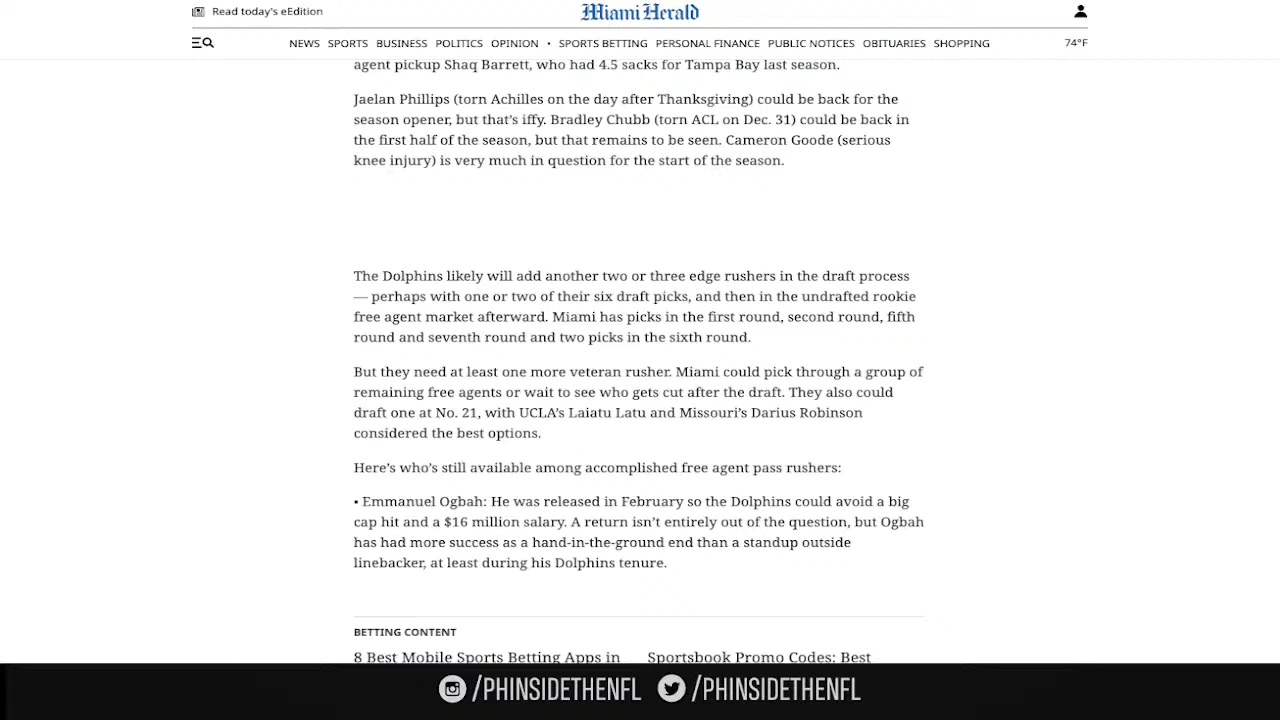 Read today's eEdition
Miami Herald
NEWS SPORTS BUSINESS POLITICS OPINION • SPORTS BETTING PERSONAL FINANCE PUBLIC NOTICES OBITUARIES SHOPPING
74°F
agent pickup Shaq Barrett, who had 4.5 sacks for Tampa Bay last season.
Jaelan Phillips (torn Achilles on the day after Thanksgiving) could be back for the
season opener, but that's iffy. Bradley Chubb (torn ACL on Dec. 31) could be back in
the first half of the season, but that remains to be seen. Cameron Goode (serious
knee injury) is very much in question for the start of the season.
The Dolphins likely will add another two or three edge rushers in the draft process
— perhaps with one or two of their six draft picks, and then in the undrafted rookie
free agent market afterward. Miami has picks in the first round, second round, fifth
round and seventh round and two picks in the sixth round.
But they need at least one more veteran rusher. Miami could pick through a group of
remaining free agents or wait to see who gets cut after the draft. They also could
draft one at No. 21, with UCLA's Laiatu Latu and Missouri's Darius Robinson
considered the best options.
Here's who's still available among accomplished free agent pass rushers:
• Emmanuel Ogbah: He was released in February so the Dolphins could avoid a big
cap hit and a $16 million salary. A return isn't entirely out of the question, but Ogbah
has had more success as a hand-in-the-ground end than a standup outside
linebacker, at least during his Dolphins tenure.
BETTING CONTENT
8 Best Mobile Sports Betting Apps in
Sportsbook Promo Codes: Best
/PHINSIDETHENFL /PHINSIDETHENFL